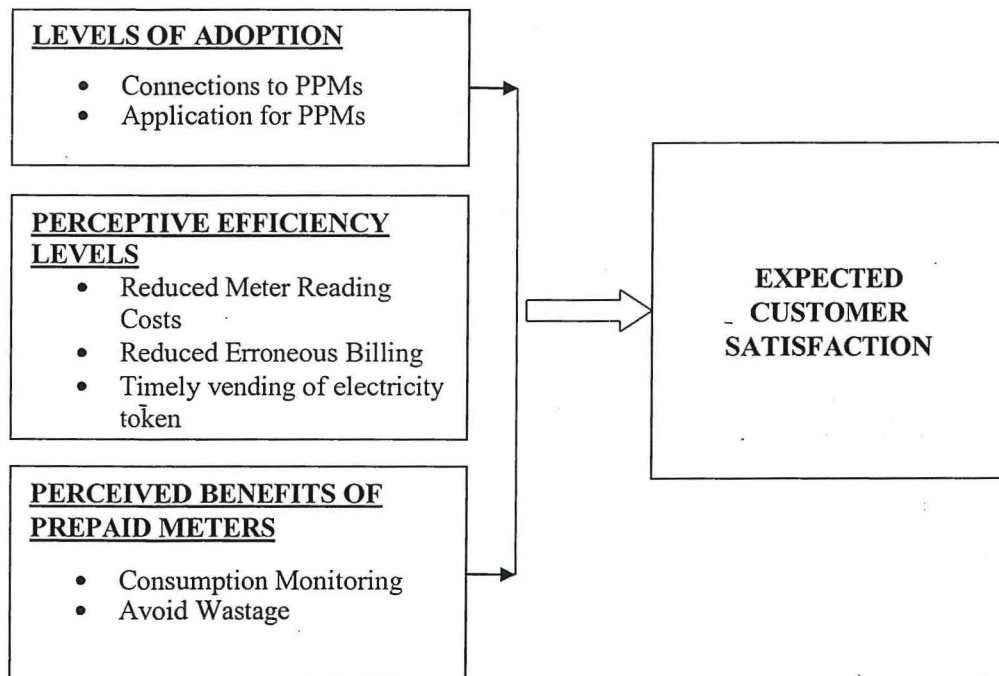 LEVELS OF ADOPTION
• Connections to PPMs
• Application for PPMs
PERCEPTIVE EFFICIENCY
LEVELS
• Reduced Meter Reading
Costs
• Reduced Erroneous Billing
• Timely vending of electricity
token
PERCEIVED BENEFITS OF
PREPAID METERS
• Consumption Monitoring
• Avoid Wastage
EXPECTED
CUSTOMER
SATISFACTION